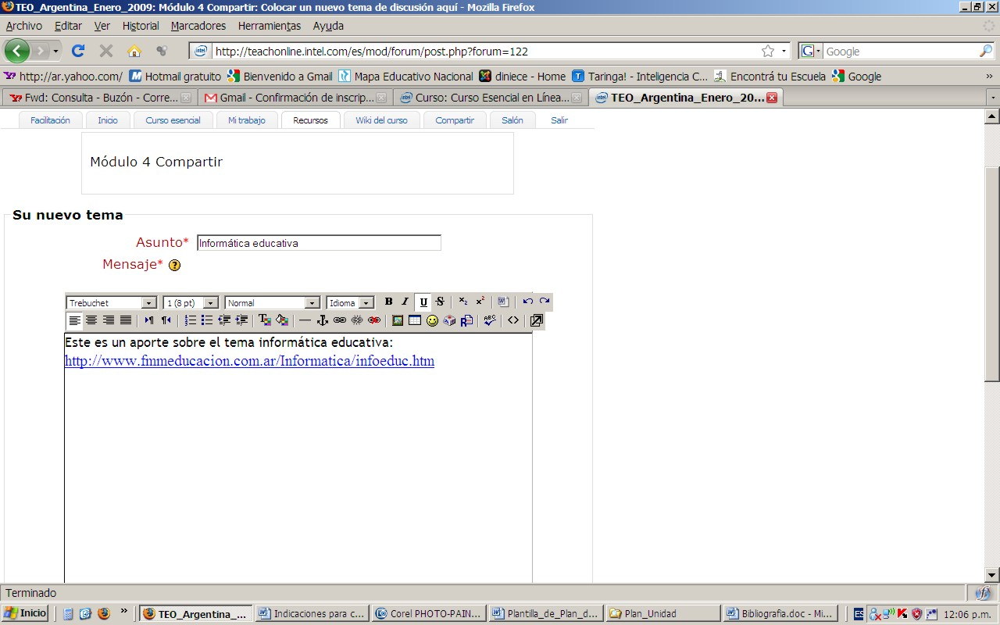 TEO_Argentina_Enero_2009: Módulo 4 Compartir: Colocar un nuevo tema de discusión aquí - Mozilla Firefox
Archivo Editar Ver Historial Marcadores Herramientas Ayuda
http://teachonline.intel.com/es/mod/forum/post.php?forum=122 G Google
http://ar.yahoo.com/ Hotmail gratuito Bienvenido a Gmail Mapa Educativo Nacional diniece - Home Taringa! - Inteligencia C... Encontrá tu Escuela Google »
Fwd: Consulta - Buzón - Corre... Gmail - Confirmación de inscrip... Curso: Curso Esencial en Línea... TEO_Argentina_Enero_20...
Facilitación Inicio Curso esencial Mi trabajo Recursos Wiki del curso Compartir Salón Salir
Módulo 4 Compartir
Su nuevo tema
Asunto* Informática educativa
Mensaje* ?
Trebuchet 1 (8 pt) Normal Idioma B I U S x₂ x²
Este es un aporte sobre el tema informática educativa:
http://www.fmmeducacion.com.ar/Informatica/infoeduc.htm
Terminado
Inicio » TEO_Argentina_... Indicaciones para c... Corel PHOTO-PAIN... Plantilla_de_Plan_d... Plan_Unidad Bibliografia.doc - Mi... ES 12:06 p.m.